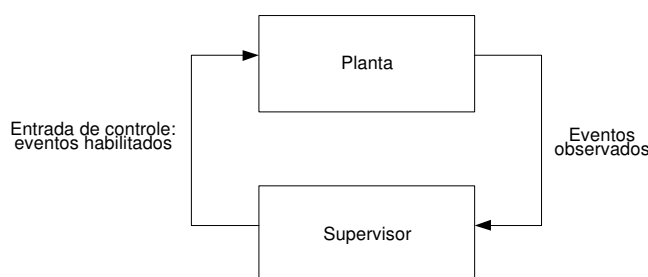 Planta
Entrada de controle:
eventos habilitados
Eventos
observados
Supervisor